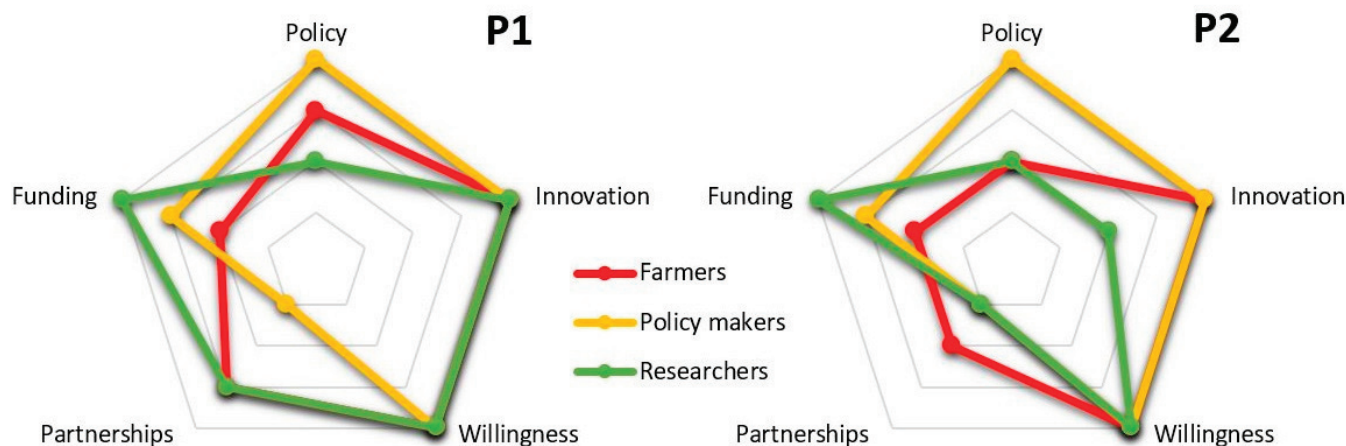 P1
Policy
Funding
Innovation
Partnerships
Willingness
Farmers
Policy makers
Researchers
P2
Policy
Funding
Innovation
Partnerships
Willingness